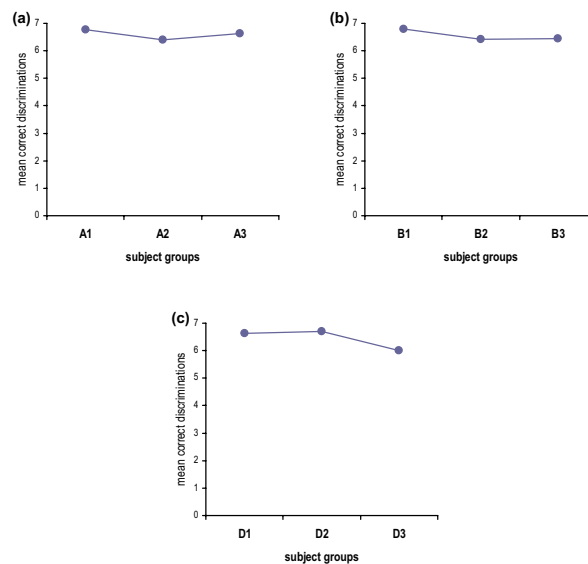 (a)
7
6
5
4
3
2
1
0
mean correct discriminations
A1 A2 A3
subject groups
(b)
7
6
5
4
3
2
1
0
mean correct discriminations
B1 B2 B3
subject groups
(c)
7
6
5
4
3
2
1
0
mean correct discriminations
D1 D2 D3
subject groups